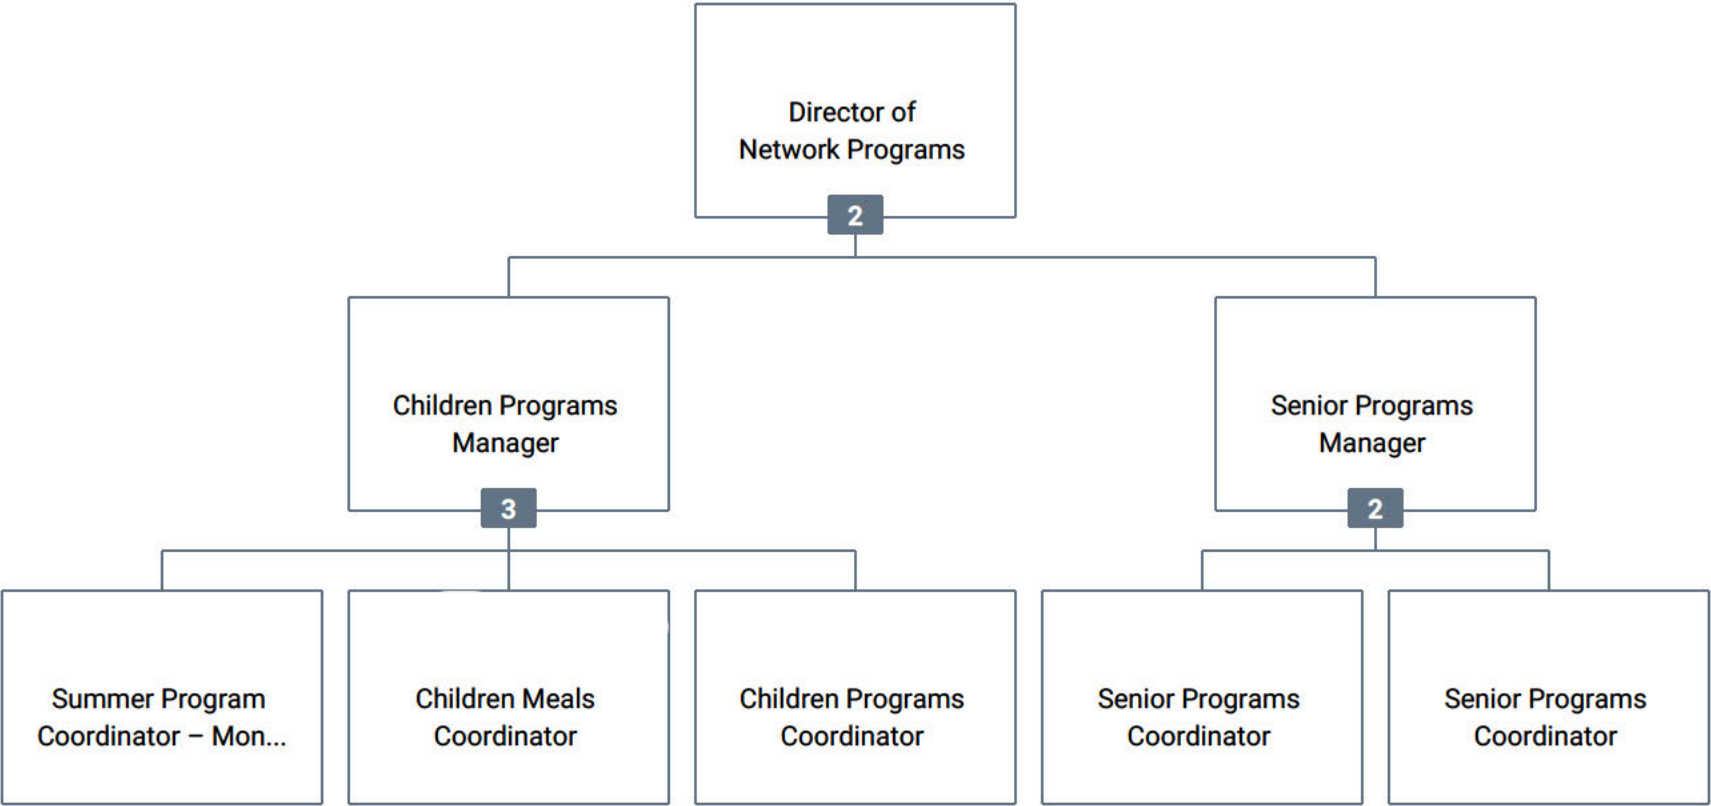 Director of
Network Programs
2
Children Programs
Manager
3
Senior Programs
Manager
2
Summer Program
Coordinator – Mon...
Children Meals
Coordinator
Children Programs
Coordinator
Senior Programs
Coordinator
Senior Programs
Coordinator